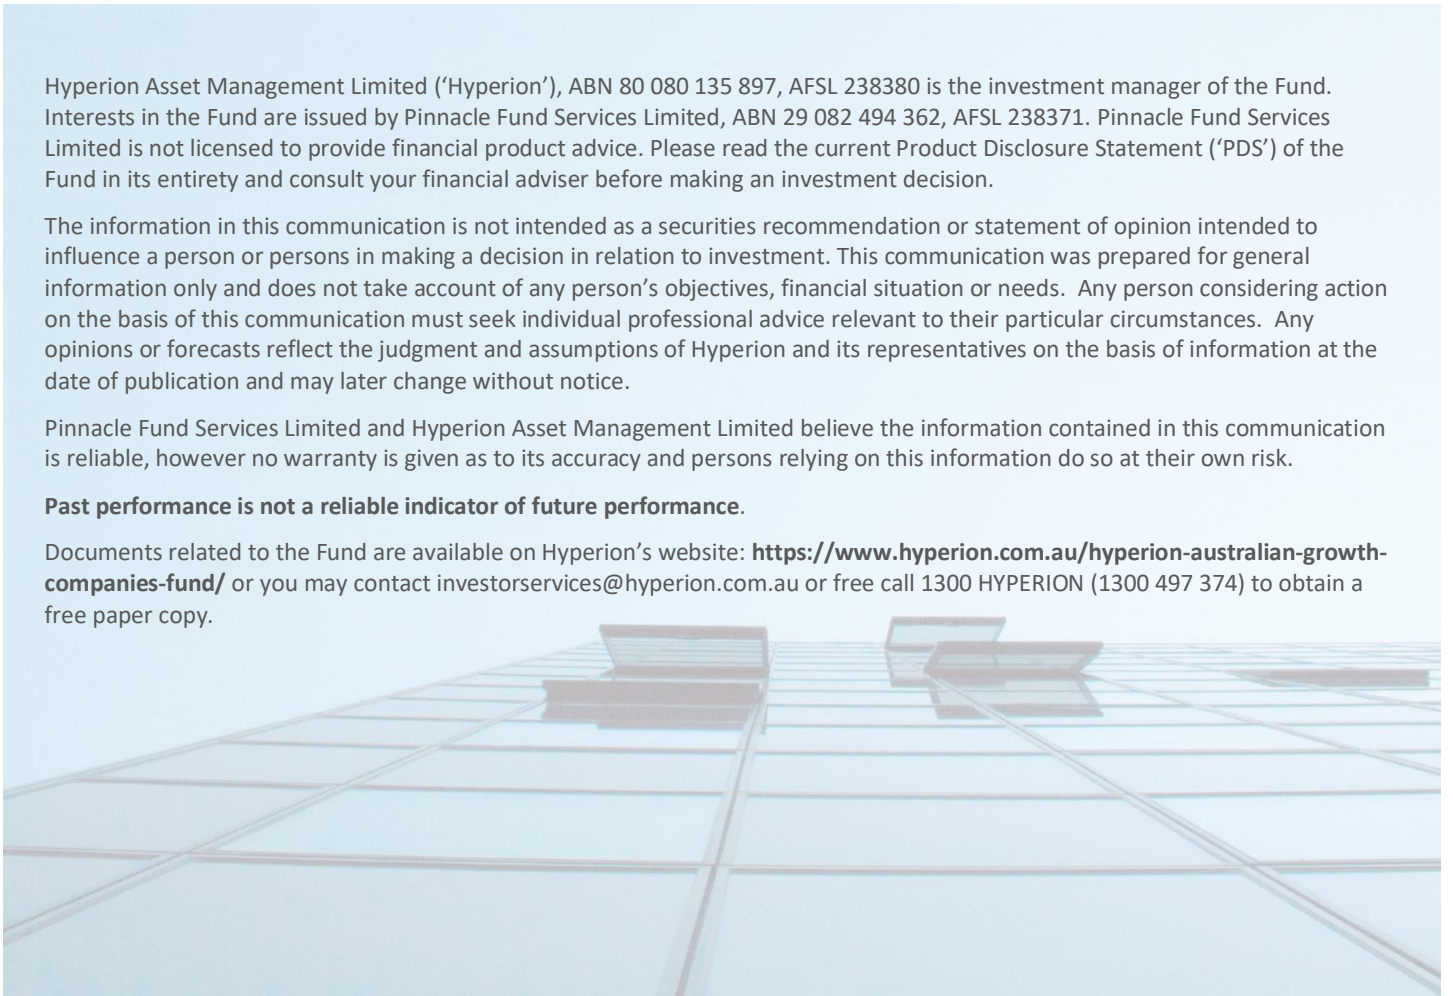 Hyperion Asset Management Limited (‘Hyperion’), ABN 80 080 135 897, AFSL 238380 is the investment manager of the Fund.
Interests in the Fund are issued by Pinnacle Fund Services Limited, ABN 29 082 494 362, AFSL 238371. Pinnacle Fund Services
Limited is not licensed to provide financial product advice. Please read the current Product Disclosure Statement (‘PDS’) of the
Fund in its entirety and consult your financial adviser before making an investment decision.
The information in this communication is not intended as a securities recommendation or statement of opinion intended to
influence a person or persons in making a decision in relation to investment. This communication was prepared for general
information only and does not take account of any person’s objectives, financial situation or needs.  Any person considering action
on the basis of this communication must seek individual professional advice relevant to their particular circumstances.  Any
opinions or forecasts reflect the judgment and assumptions of Hyperion and its representatives on the basis of information at the
date of publication and may later change without notice.
Pinnacle Fund Services Limited and Hyperion Asset Management Limited believe the information contained in this communication
is reliable, however no warranty is given as to its accuracy and persons relying on this information do so at their own risk.
Past performance is not a reliable indicator of future performance.
Documents related to the Fund are available on Hyperion’s website: https://www.hyperion.com.au/hyperion-australian-growth-
companies-fund/ or you may contact investorservices@hyperion.com.au or free call 1300 HYPERION (1300 497 374) to obtain a
free paper copy.